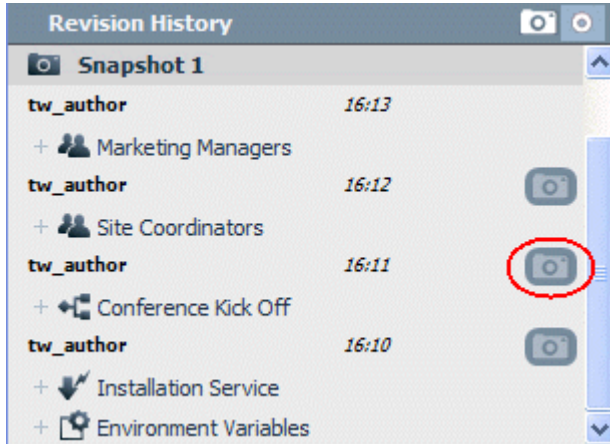 Revision History
Snapshot 1
tw_author 16:13
+ Marketing Managers
tw_author 16:12
+ Site Coordinators
tw_author 16:11
+ Conference Kick Off
tw_author 16:10
+ Installation Service
+ Environment Variables